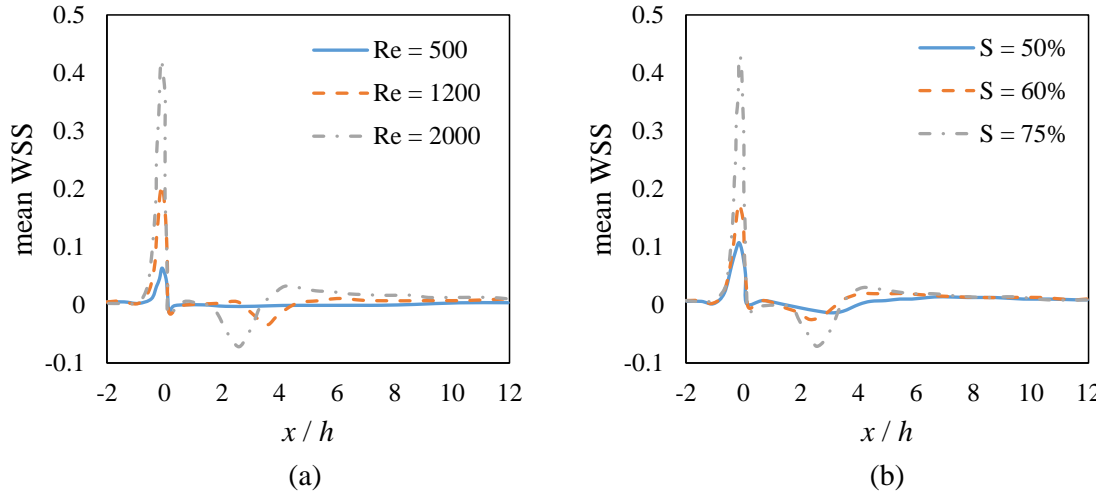 0.5
0.4
0.3
0.2
0.1
0
-0.1
mean WSS
Re = 500
Re = 1200
Re = 2000
-2 0 2 4 6 8 10 12
x / h
(a)
0.5
0.4
0.3
0.2
0.1
0
-0.1
mean WSS
S = 50%
S = 60%
S = 75%
-2 0 2 4 6 8 10 12
x / h
(b)